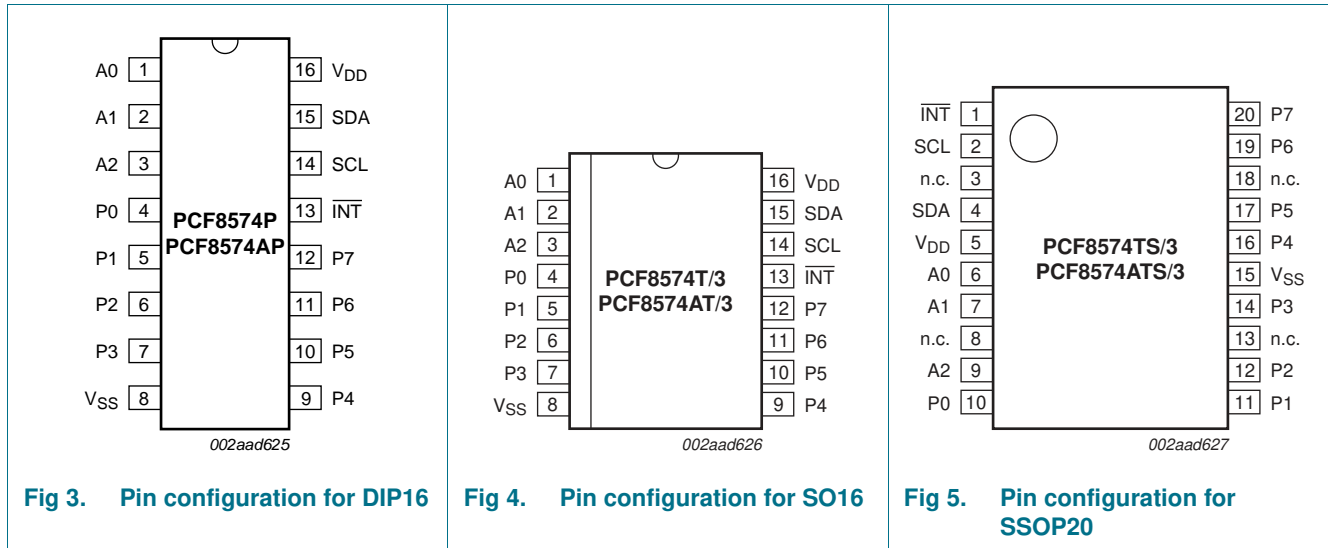 A0 1 16 VDD
A1 2 15 SDA
A2 3 14 SCL
P0 4 13 INT
P1 5 12 P7
P2 6 11 P6
P3 7 10 P5
VSS 8 9 P4
PCF8574P
PCF8574AP
002aad625
Fig 3. Pin configuration for DIP16
A0 1 16 VDD
A1 2 15 SDA
A2 3 14 SCL
P0 4 13 INT
P1 5 12 P7
P2 6 11 P6
P3 7 10 P5
VSS 8 9 P4
PCF8574T/3
PCF8574AT/3
002aad626
Fig 4. Pin configuration for SO16
INT 1 20 P7
SCL 2 19 P6
n.c. 3 18 n.c.
SDA 4 17 P5
VDD 5 16 P4
A0 6 15 VSS
A1 7 14 P3
n.c. 8 13 n.c.
A2 9 12 P2
P0 10 11 P1
PCF8574TS/3
PCF8574ATS/3
002aad627
Fig 5. Pin configuration for
SSOP20